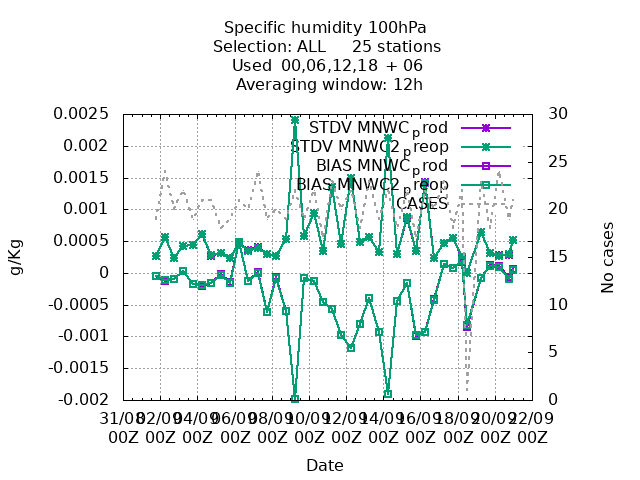 Specific humidity 100hPa
Selection: ALL 25 stations
Used 00,06,12,18 + 06
Averaging window: 12h
STDV MNWC_prod
STDV MNWC2_preop
BIAS MNWC_prod
BIAS MNWC2_preop
CASES
0.0025
0.002
0.0015
0.001
0.0005
0
-0.0005
-0.001
-0.0015
-0.002
g/Kg
30
25
20
15
10
5
0
No cases
31/08 02/09 04/09 06/09 08/09 10/09 12/09 14/09 16/09 18/09 20/09 22/09
00Z 00Z 00Z 00Z 00Z 00Z 00Z 00Z 00Z 00Z 00Z 00Z
Date